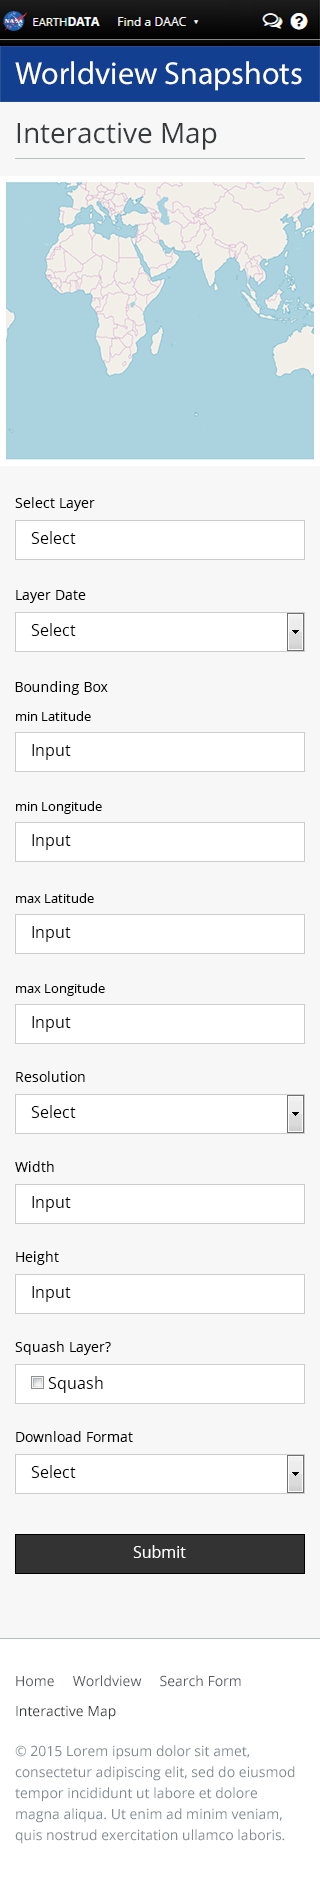 NASA EARTHDATA Find a DAAC ▾ ?
Worldview Snapshots
Interactive Map
Select Layer
Select
Layer Date
Select
Bounding Box
min Latitude
Input
min Longitude
Input
max Latitude
Input
max Longitude
Input
Resolution
Select
Width
Input
Height
Input
Squash Layer?
Squash
Download Format
Select
Submit
Home Worldview Search Form
Interactive Map
© 2015 Lorem ipsum dolor sit amet,
consectetur adipiscing elit, sed do eiusmod
tempor incididunt ut labore et dolore
magna aliqua. Ut enim ad minim veniam,
quis nostrud exercitation ullamco laboris.